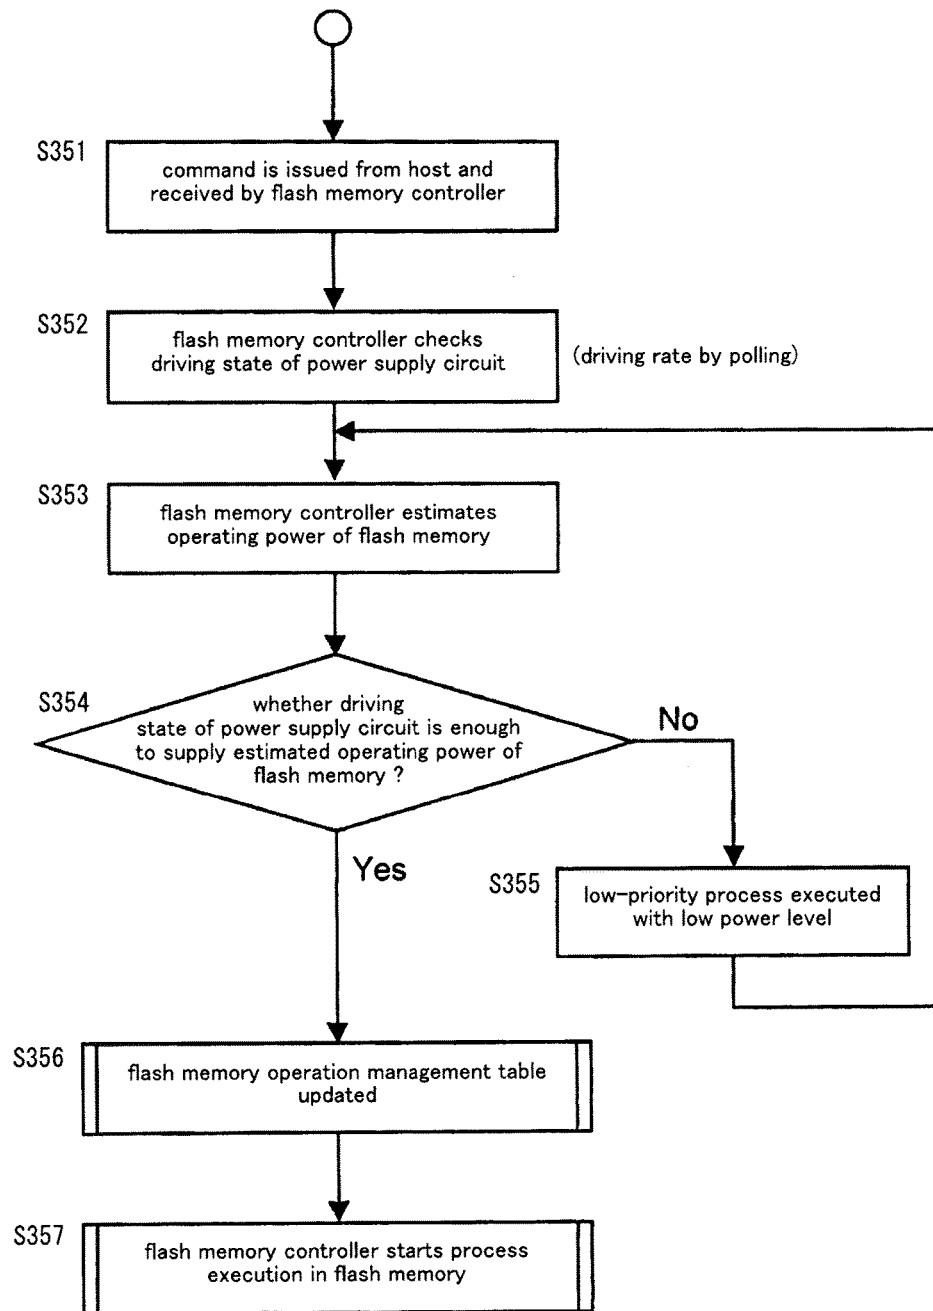 S351
command is issued from host and
received by flash memory controller
S352
flash memory controller checks
driving state of power supply circuit
(driving rate by polling)
S353
flash memory controller estimates
operating power of flash memory
S354
whether driving
state of power supply circuit is enough
to supply estimated operating power of
flash memory ?
No
Yes
S355
low-priority process executed
with low power level
S356
flash memory operation management table
updated
S357
flash memory controller starts process
execution in flash memory